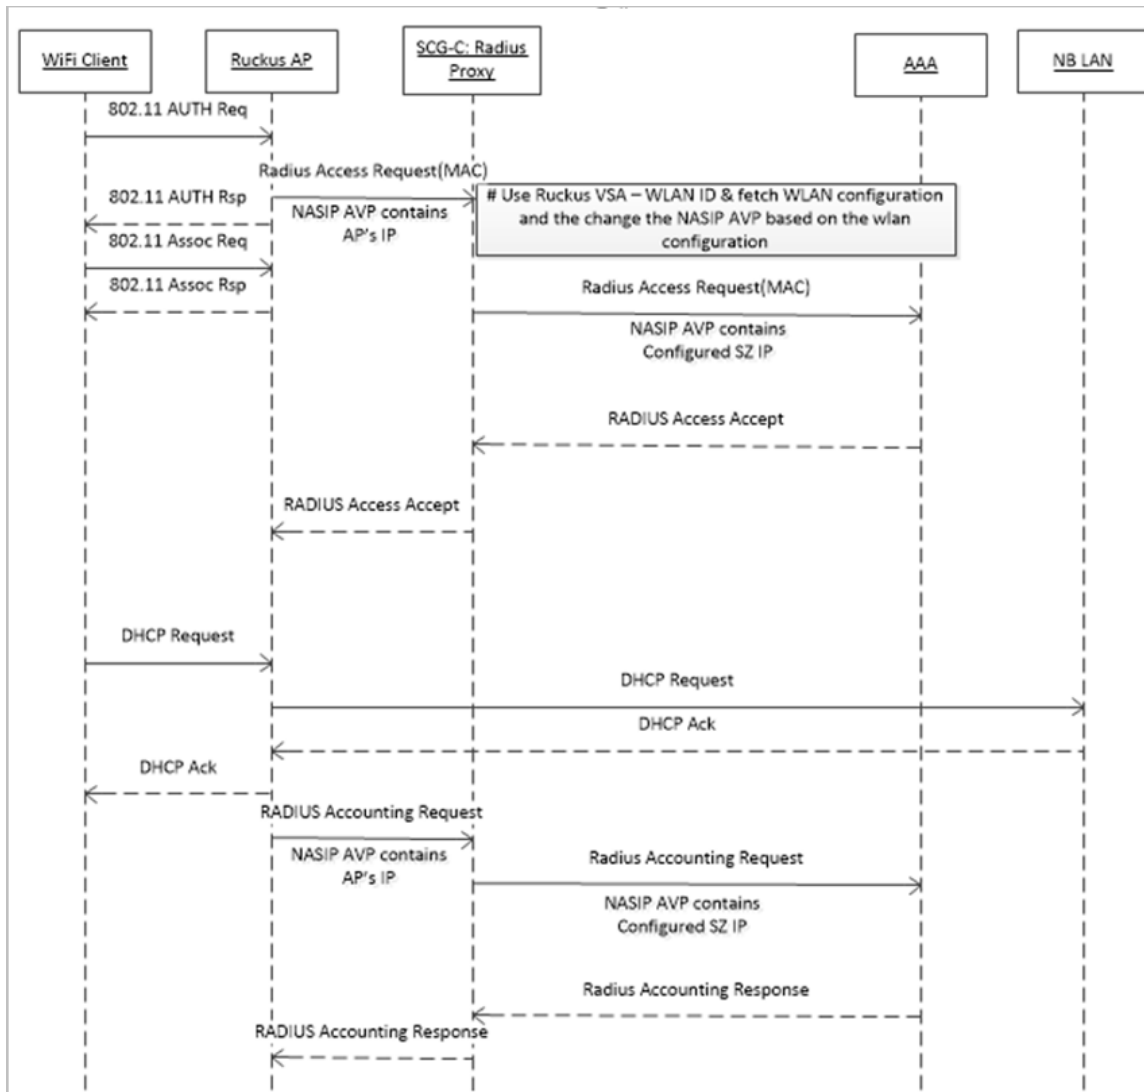 WiFi Client
Ruckus AP
SCG-C: Radius
Proxy
AAA
NB LAN
802.11 AUTH Req
Radius Access Request(MAC)
802.11 AUTH Rsp
NASIP AVP contains
AP's IP
# Use Ruckus VSA – WLAN ID & fetch WLAN configuration
and the change the NASIP AVP based on the wlan
configuration
802.11 Assoc Req
802.11 Assoc Rsp
Radius Access Request(MAC)
NASIP AVP contains
Configured SZ IP
RADIUS Access Accept
RADIUS Access Accept
DHCP Request
DHCP Request
DHCP Ack
DHCP Ack
RADIUS Accounting Request
NASIP AVP contains
AP's IP
Radius Accounting Request
NASIP AVP contains
Configured SZ IP
Radius Accounting Response
RADIUS Accounting Response